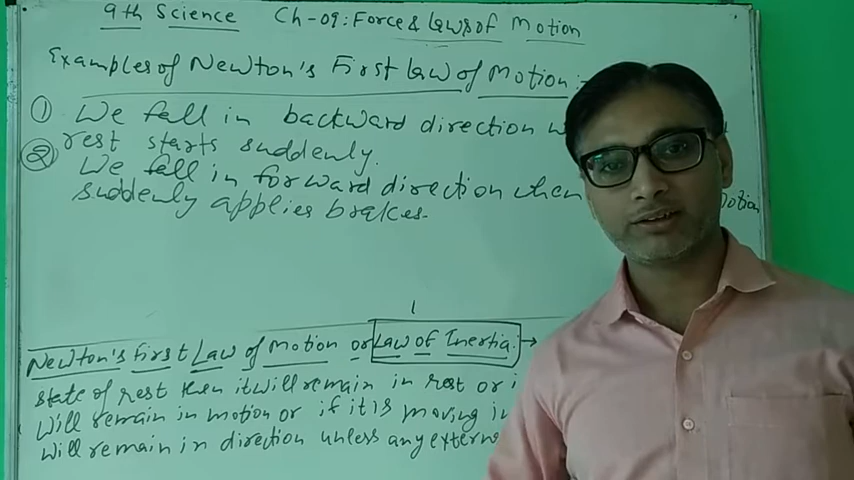 9th Science Ch-09: Force & laws of Motion
Examples of Newton's First law of Motion:-
① We fall in backward direction
rest starts suddenly.
② We fall in forward direction when motion
suddenly applies brakes.
Newton's First Law of Motion or Law of Inertia: →
state of rest then it will remain in rest or
will remain in motion or if it is moving in
will remain in direction unless any